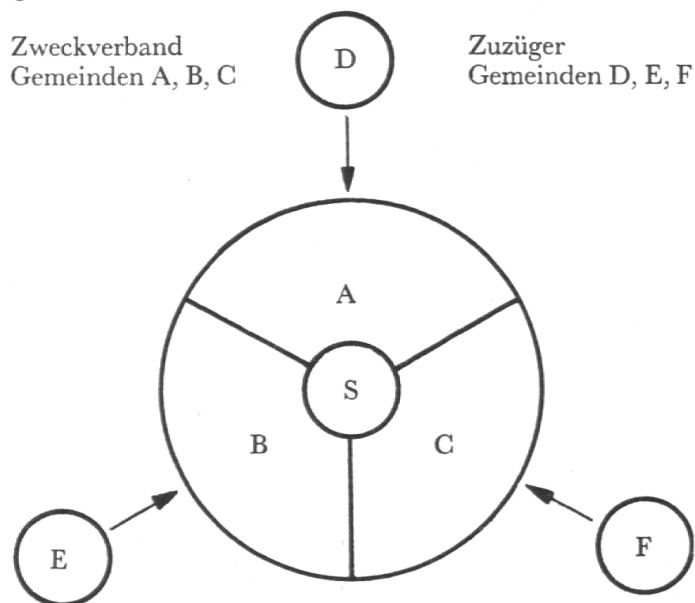 Zweckverband
Gemeinden A, B, C
D
Zuzüger
Gemeinden D, E, F
A
S
B
C
E
F